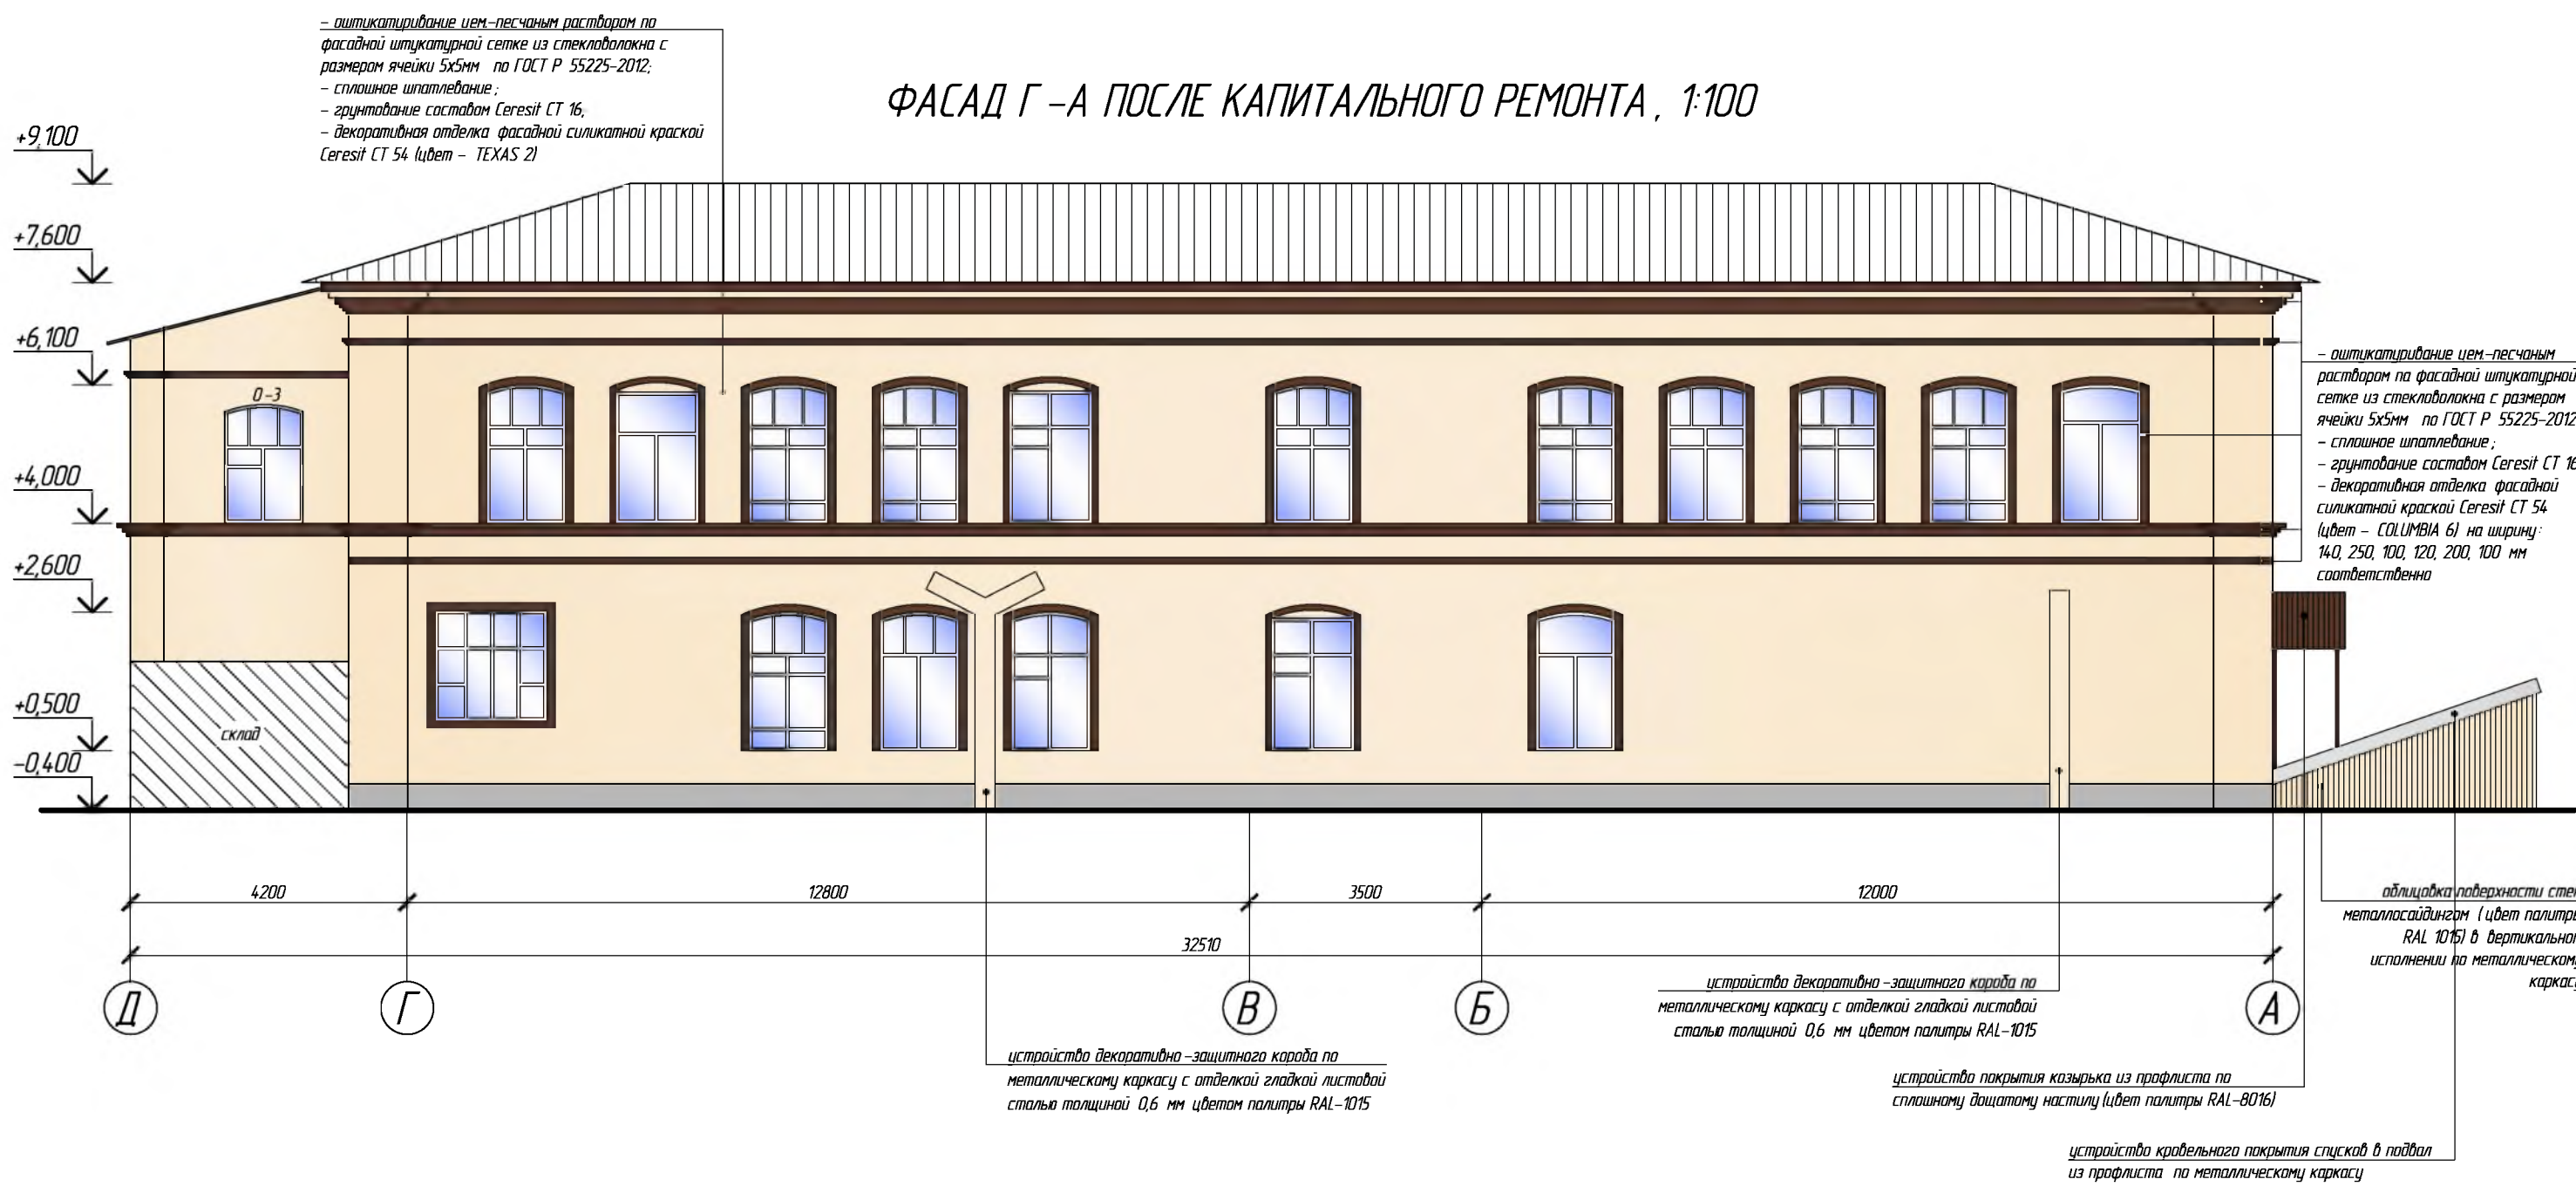 – оштукатуривание цем.-песчаным раствором по
фасадной штукатурной сетке из стекловолокна с
размером ячейки 5х5мм по ГОСТ Р 55225-2012;
– сплошное шпатлевание;
– грунтование составом Ceresit CT 16,
– декоративная отделка фасадной силикатной краской
Ceresit CT 54 (цвет – TEXAS 2)
ФАСАД Г-А ПОСЛЕ КАПИТАЛЬНОГО РЕМОНТА, 1:100
+9,100
+7,600
+6,100
+4,000
+2,600
+0,500
-0,400
О-3
склад
– оштукатуривание цем.-песчаным
раствором па фасадной штукатурной
сетке из стекловолокна с размером
ячейки 5х5мм по ГОСТ Р 55225-2012
– сплошное шпатлевание;
– грунтование составом Ceresit CT 16
– декоративная отделка фасадной
силикатной краской Ceresit CT 54
(цвет – COLUMBIA 6) на ширину:
140, 250, 100, 120, 200, 100 мм
соответственно
4200
12800
3500
12000
32510
Д
Г
В
Б
А
облицовка поверхности стен
металлосайдингом (цвет палитры
RAL 1015) в вертикальном
исполнении по металлическому
каркасу
устройство декоративно-защитного короба по
металлическому каркасу с отделкой гладкой листовой
сталью толщиной 0,6 мм цветом палитры RAL-1015
устройство декоративно-защитного короба по
металлическому каркасу с отделкой гладкой листовой
сталью толщиной 0,6 мм цветом палитры RAL-1015
устройство покрытия козырька из профлиста по
сплошному дощатому настилу (цвет палитры RAL-8016)
устройство кровельного покрытия спусков в подвал
из профлиста по металлическому каркасу